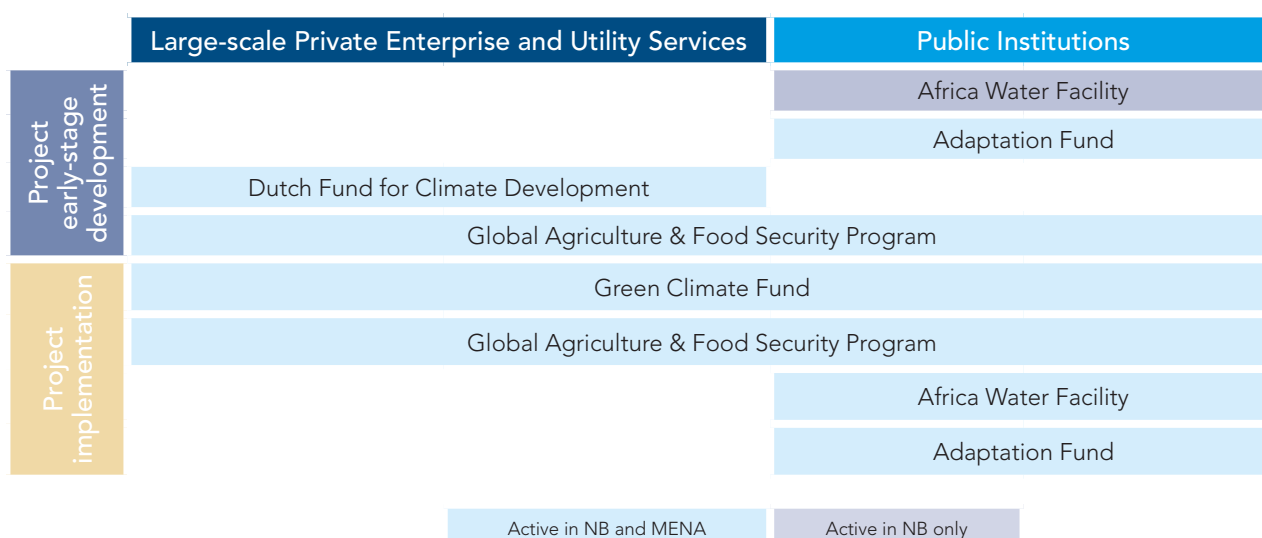 Large-scale Private Enterprise and Utility Services
Public Institutions
Project
early-stage
development
Africa Water Facility
Adaptation Fund
Dutch Fund for Climate Development
Global Agriculture & Food Security Program
Project
implementation
Green Climate Fund
Global Agriculture & Food Security Program
Africa Water Facility
Adaptation Fund
Active in NB and MENA
Active in NB only